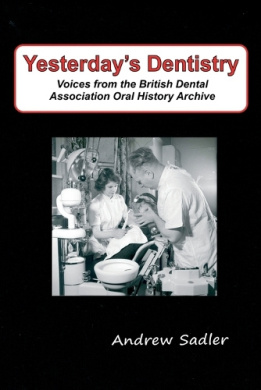 Yesterday's Dentistry
Voices from the British Dental
Association Oral History Archive
Andrew Sadler